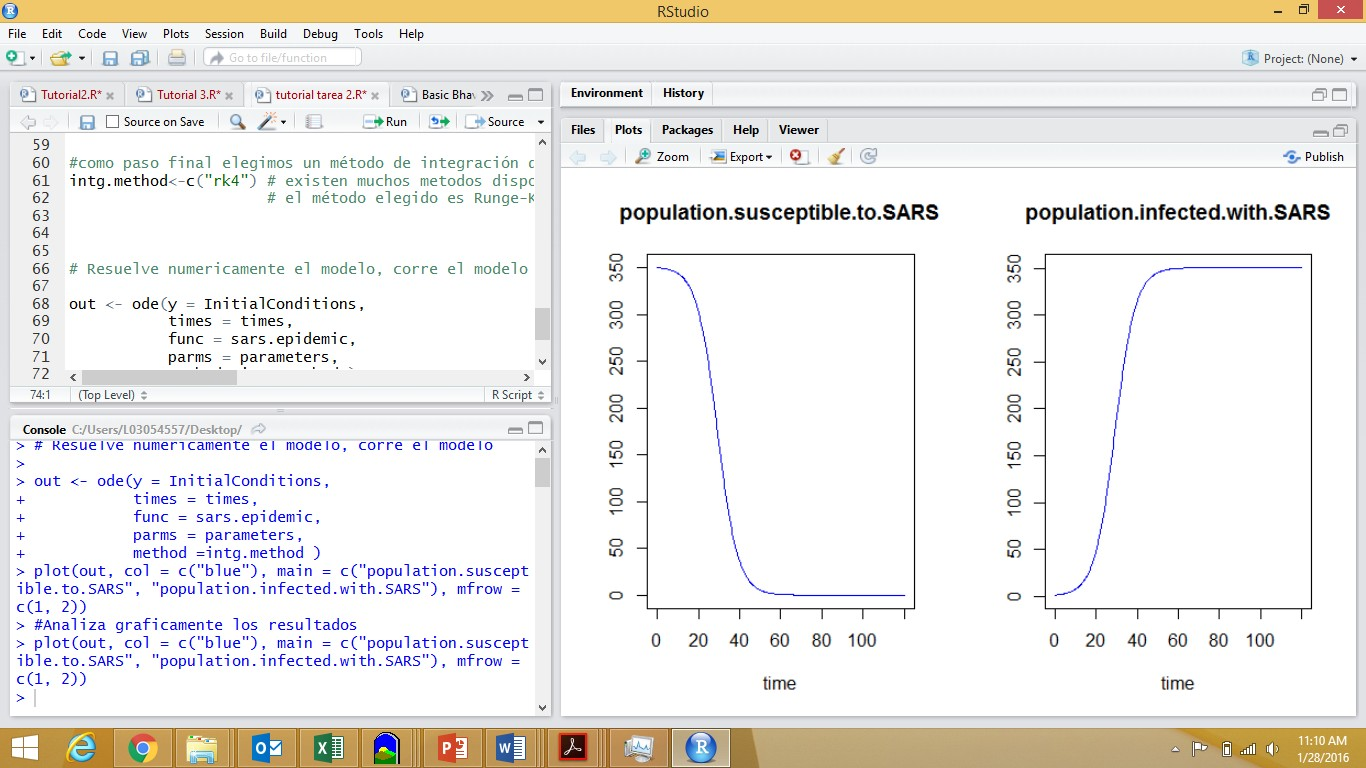 RStudio
File Edit Code View Plots Session Build Debug Tools Help
Go to file/function
Project: (None)
Tutorial2.R* Tutorial 3.R* tutorial tarea 2.R* Basic Bha
Source on Save Run Source
59
60 #como paso final elegimos un método de integración
61 intg.method<-c("rk4") # existen muchos metodos dispo
62 # el método elegido es Runge-K
63
64
65
66 # Resuelve numericamente el modelo, corre el modelo
67
68 out <- ode(y = InitialConditions,
69 times = times,
70 func = sars.epidemic,
71 parms = parameters,
72
74:1 (Top Level) R Script
Console C:/Users/L03054557/Desktop/
> # Resuelve numericamente el modelo, corre el modelo
>
> out <- ode(y = InitialConditions,
+ times = times,
+ func = sars.epidemic,
+ parms = parameters,
+ method =intg.method )
> plot(out, col = c("blue"), main = c("population.suscept
ible.to.SARS", "population.infected.with.SARS"), mfrow =
c(1, 2))
> #Analiza graficamente los resultados
> plot(out, col = c("blue"), main = c("population.suscept
ible.to.SARS", "population.infected.with.SARS"), mfrow =
c(1, 2))
>
Environment History
Files Plots Packages Help Viewer
Zoom Export Publish
population.susceptible.to.SARS
350
300
250
200
150
100
50
0
0 20 40 60 80 100
time
population.infected.with.SARS
350
300
250
200
150
100
50
0
0 20 40 60 80 100
time
11:10 AM
1/28/2016